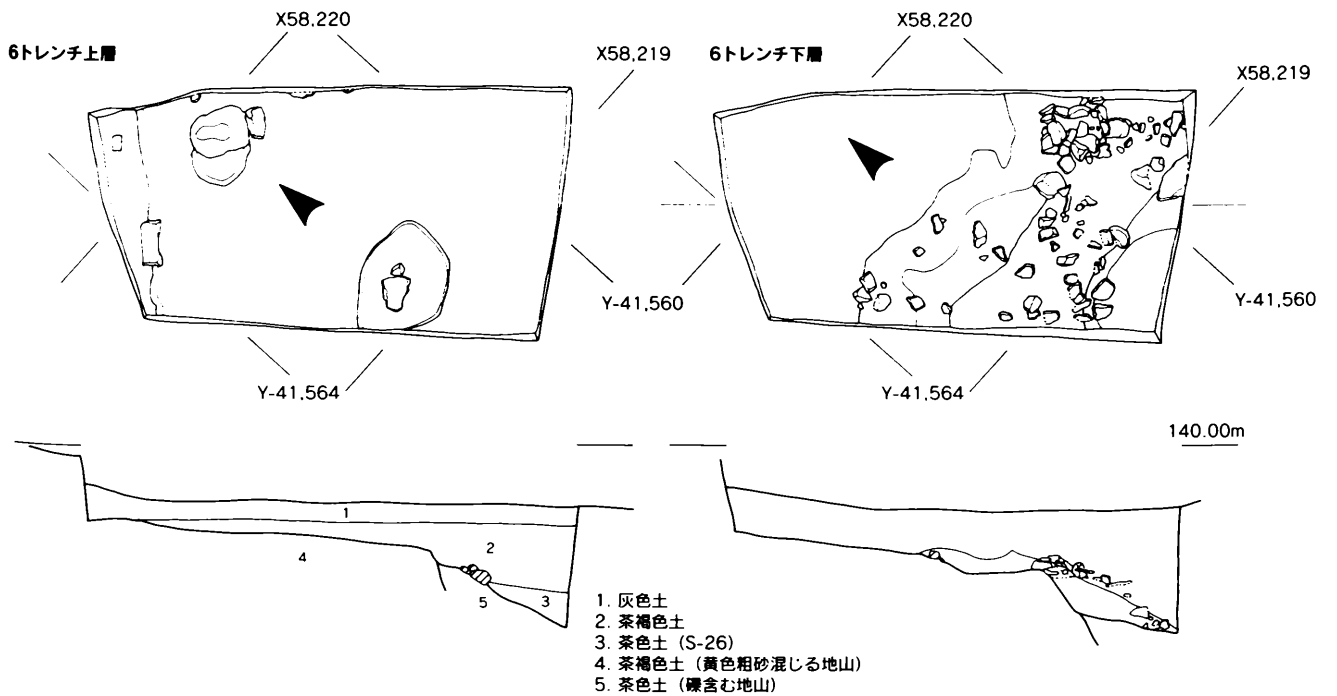 6トレンチ上層
X58,220
X58,219
Y-41,560
Y-41,564
6トレンチ下層
X58,220
X58,219
Y-41,560
Y-41,564
140.00m
1
2
3
4
5
1. 灰色土
2. 茶褐色土
3. 茶色土 (S-26)
4. 茶褐色土 (黄色粗砂混じる地山)
5. 茶色土 (礫含む地山)